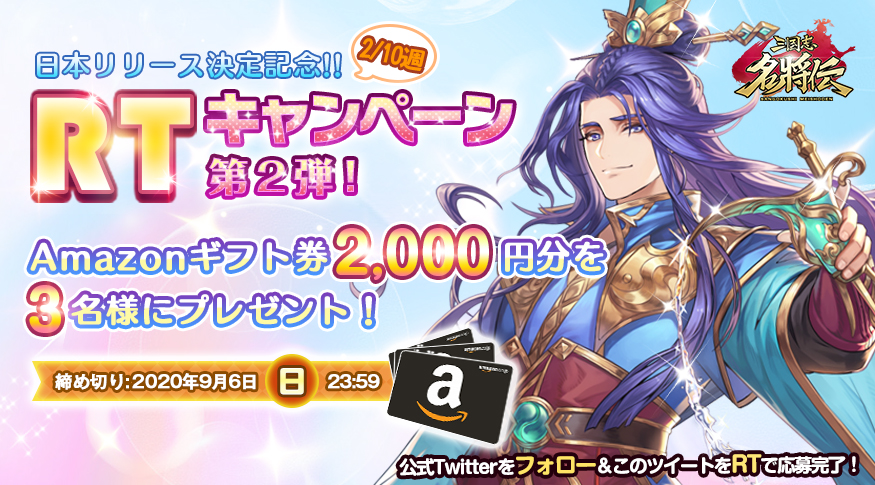 日本リリース決定記念!!
2/10週
三国志
名將伝
SANGOKUSHI MEISHODEN
RTキャンペーン
第2弾!
Amazonギフト券2,000円分を
3名様にプレゼント!
締め切り:2020年9月6日 日 23:59
a
公式Twitterをフォロー&このツイートをRTで応募完了!